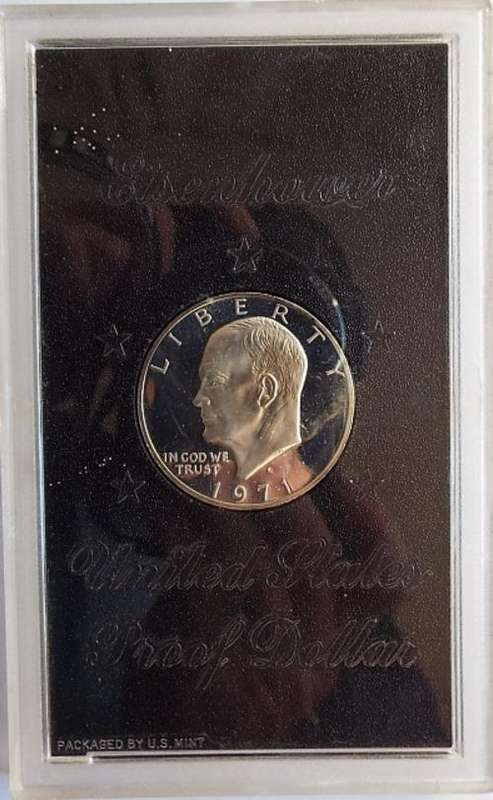 Eisenhower
LIBERTY
IN GOD WE
TRUST
1971
United States
Proof Dollar
PACKAGED BY U.S. MINT